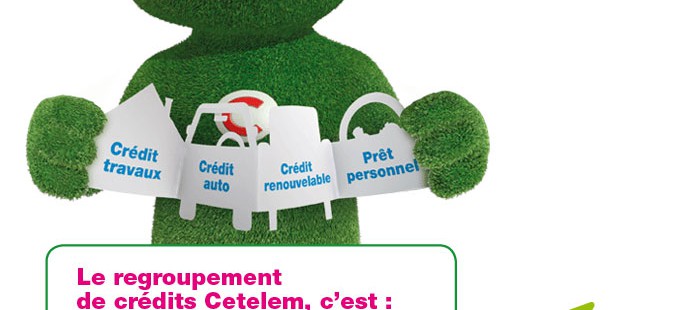 Crédit
travaux
Crédit
auto
Crédit
renouvelable
Prêt
personnel
Le regroupement
de crédits Cetelem, c'est :